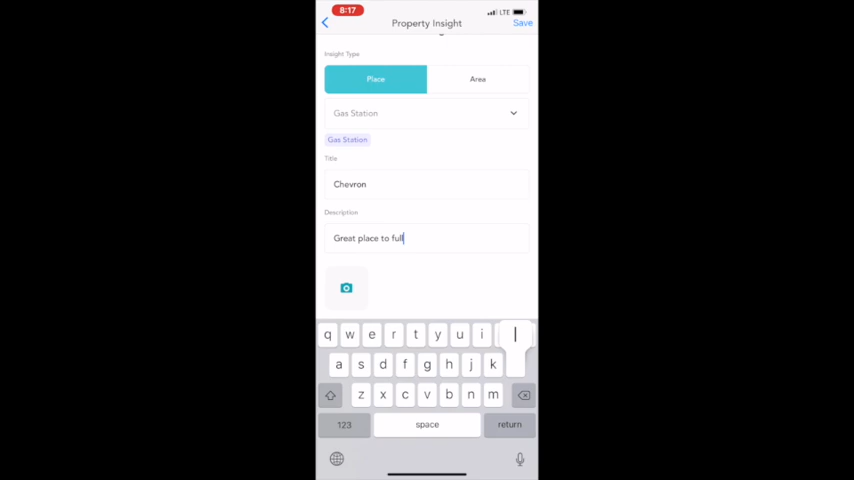 8:17
LTE
Property Insight
Save
Insight Type
Place
Area
Gas Station
Gas Station
Title
Chevron
Description
Great place to full
q w e r t y u i l
a s d f g h j k
z x c v b n m
123
space
return